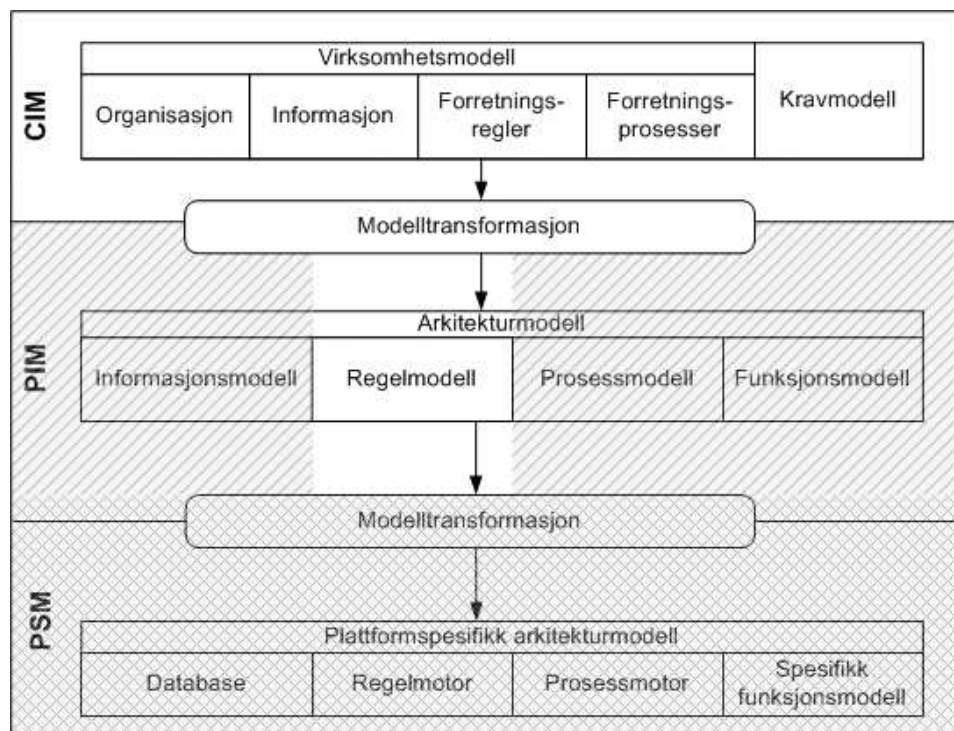 CIM
Virksomhetsmodell
Organisasjon
Informasjon
Forretnings-
regler
Forretnings-
prosesser
Kravmodell
Modelltransformasjon
PIM
Arkitekturmodell
Informasjonsmodell
Regelmodell
Prosessmodell
Funksjonsmodell
Modelltransformasjon
PSM
Plattformspesifikk arkitekturmodell
Database
Regelmotor
Prosessmotor
Spesifikk
funksjonsmodell